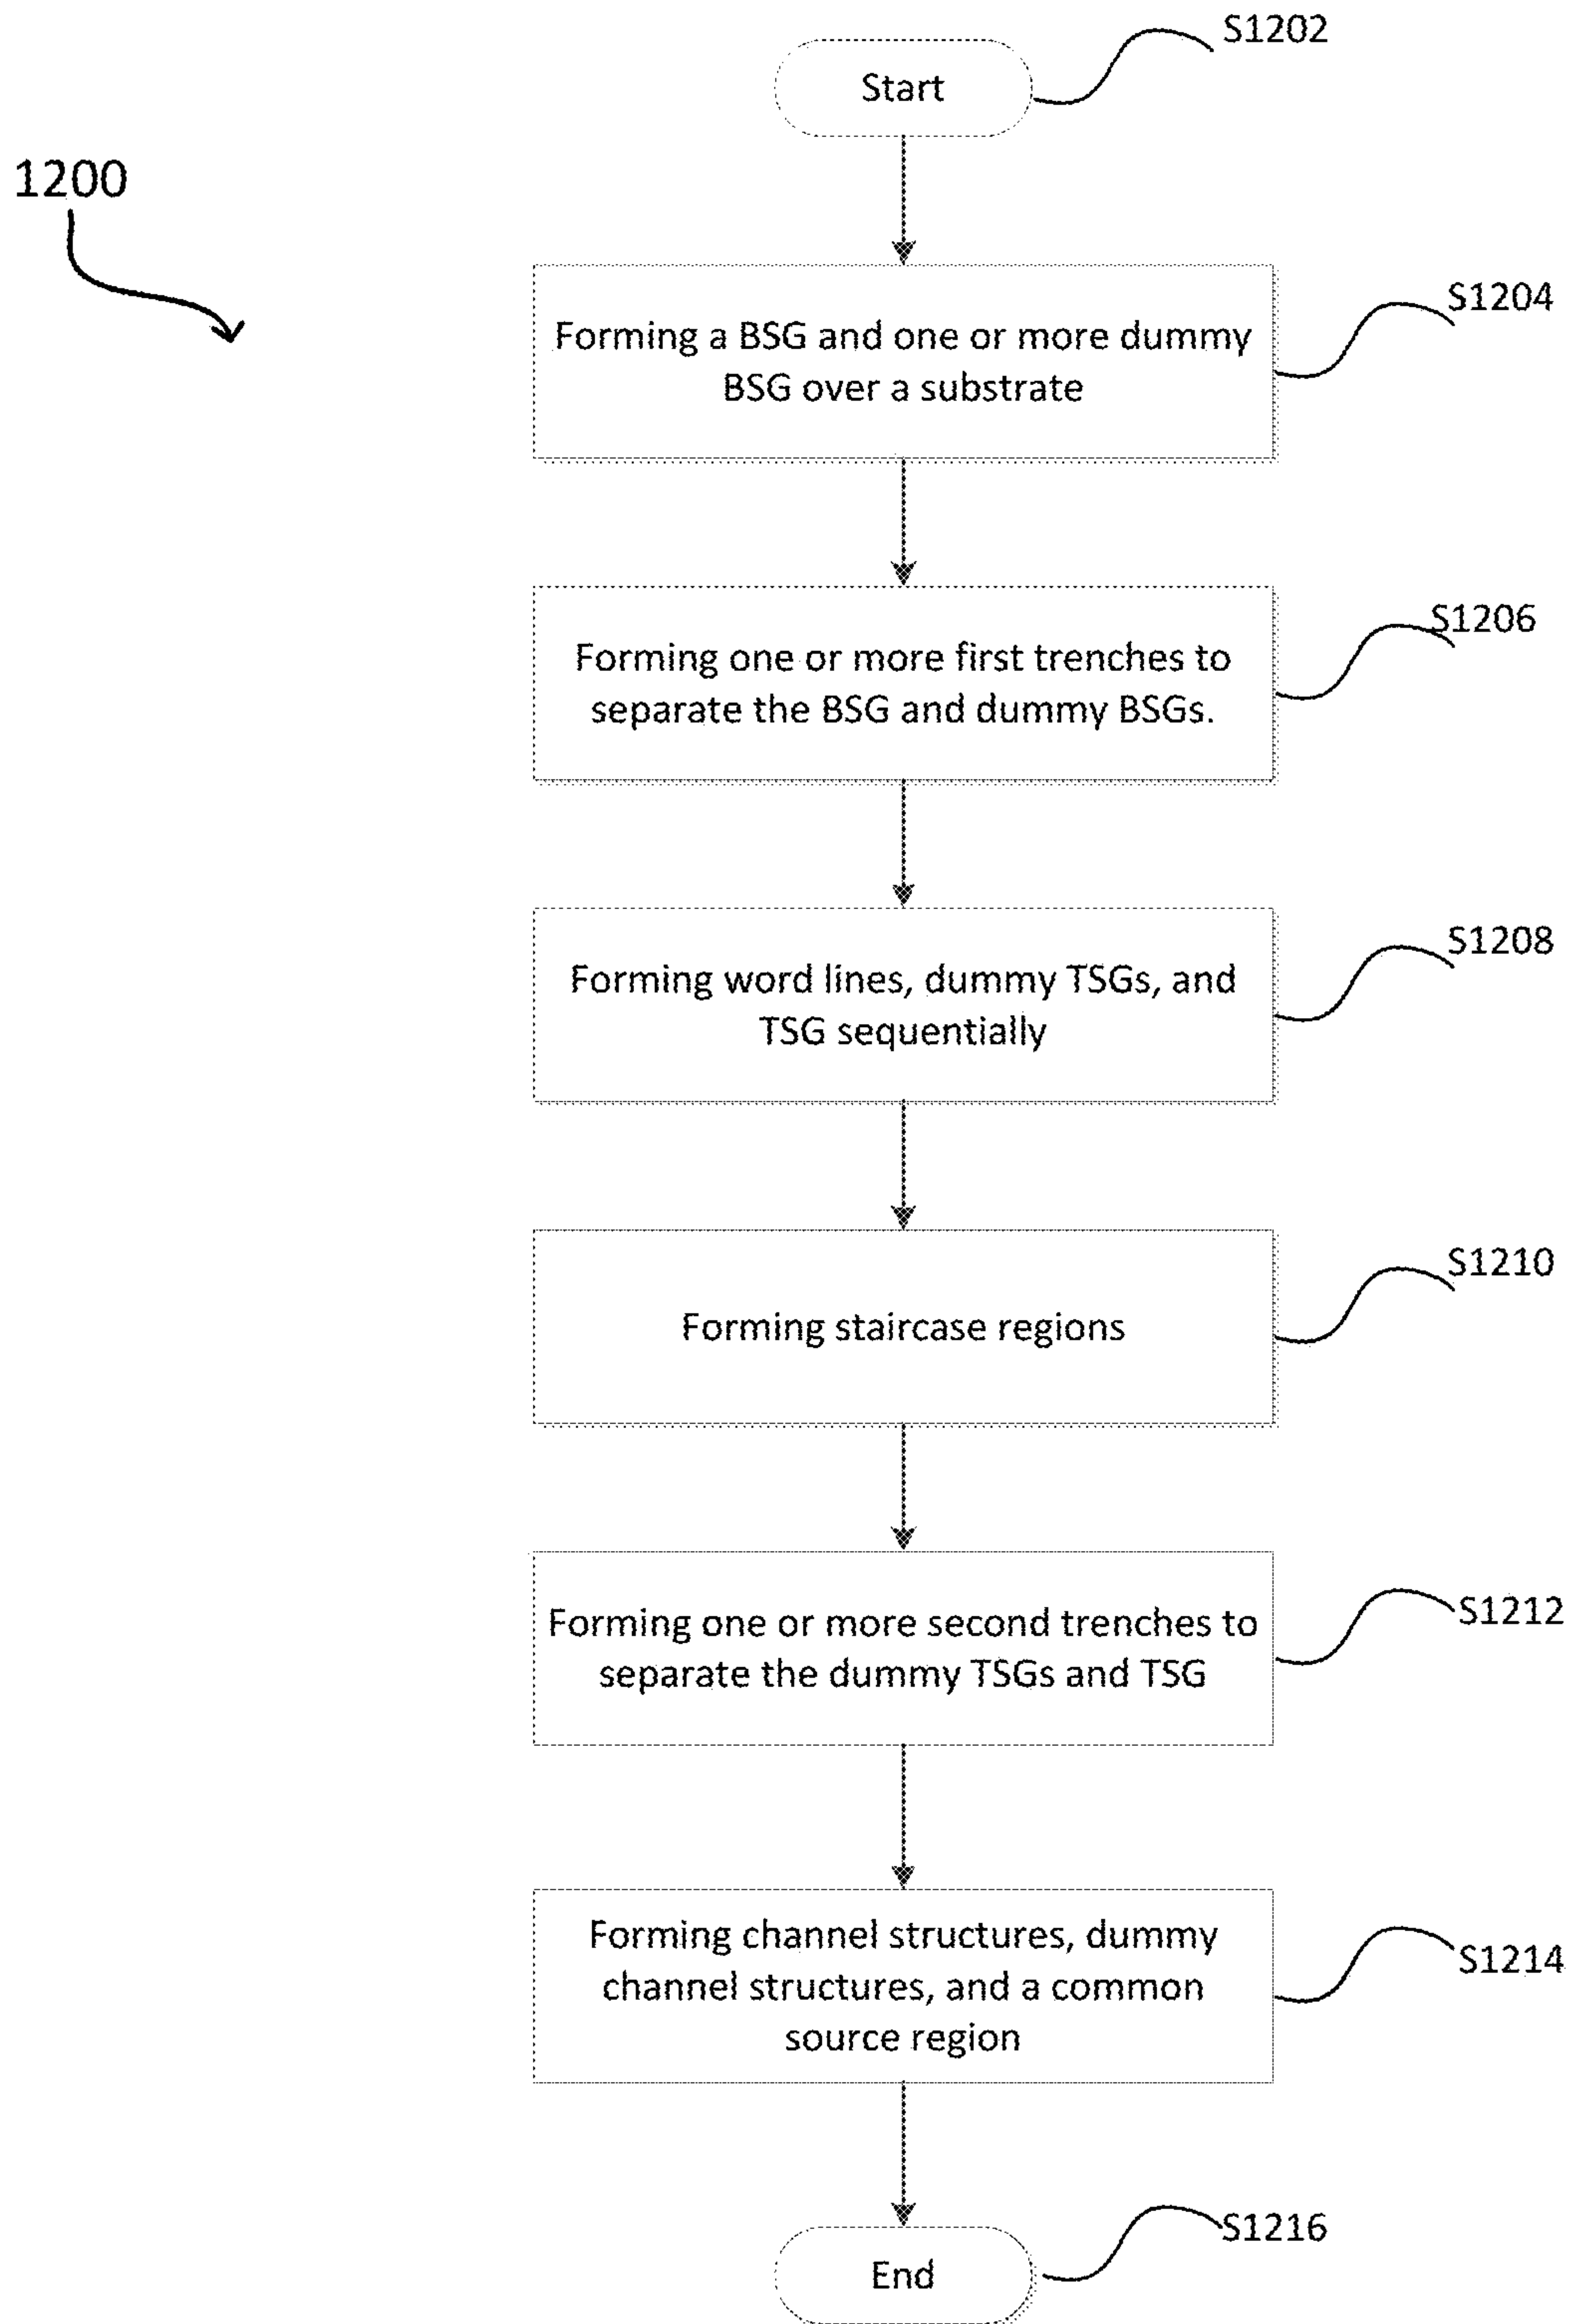 S1202
Start
1200
S1204
Forming a BSG and one or more dummy
BSG over a substrate
S1206
Forming one or more first trenches to
separate the BSG and dummy BSGs.
S1208
Forming word lines, dummy TSGs, and
TSG sequentially
S1210
Forming staircase regions
S1212
Forming one or more second trenches to
separate the dummy TSGs and TSG
S1214
Forming channel structures, dummy
channel structures, and a common
source region
S1216
End